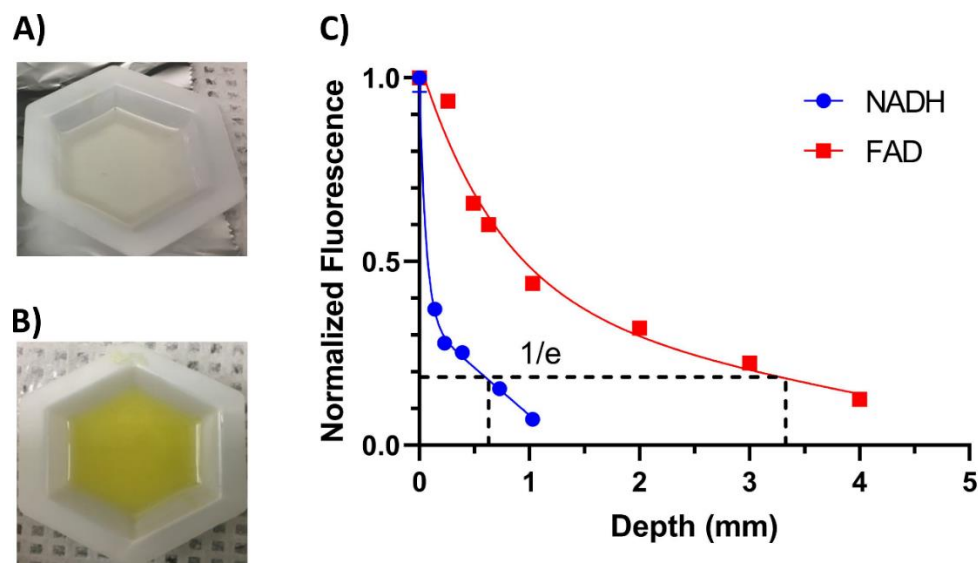 A)
B)
C)
Normalized Fluorescence
1.0
0.5
0.0
1/e
NADH
FAD
0 1 2 3 4 5
Depth (mm)